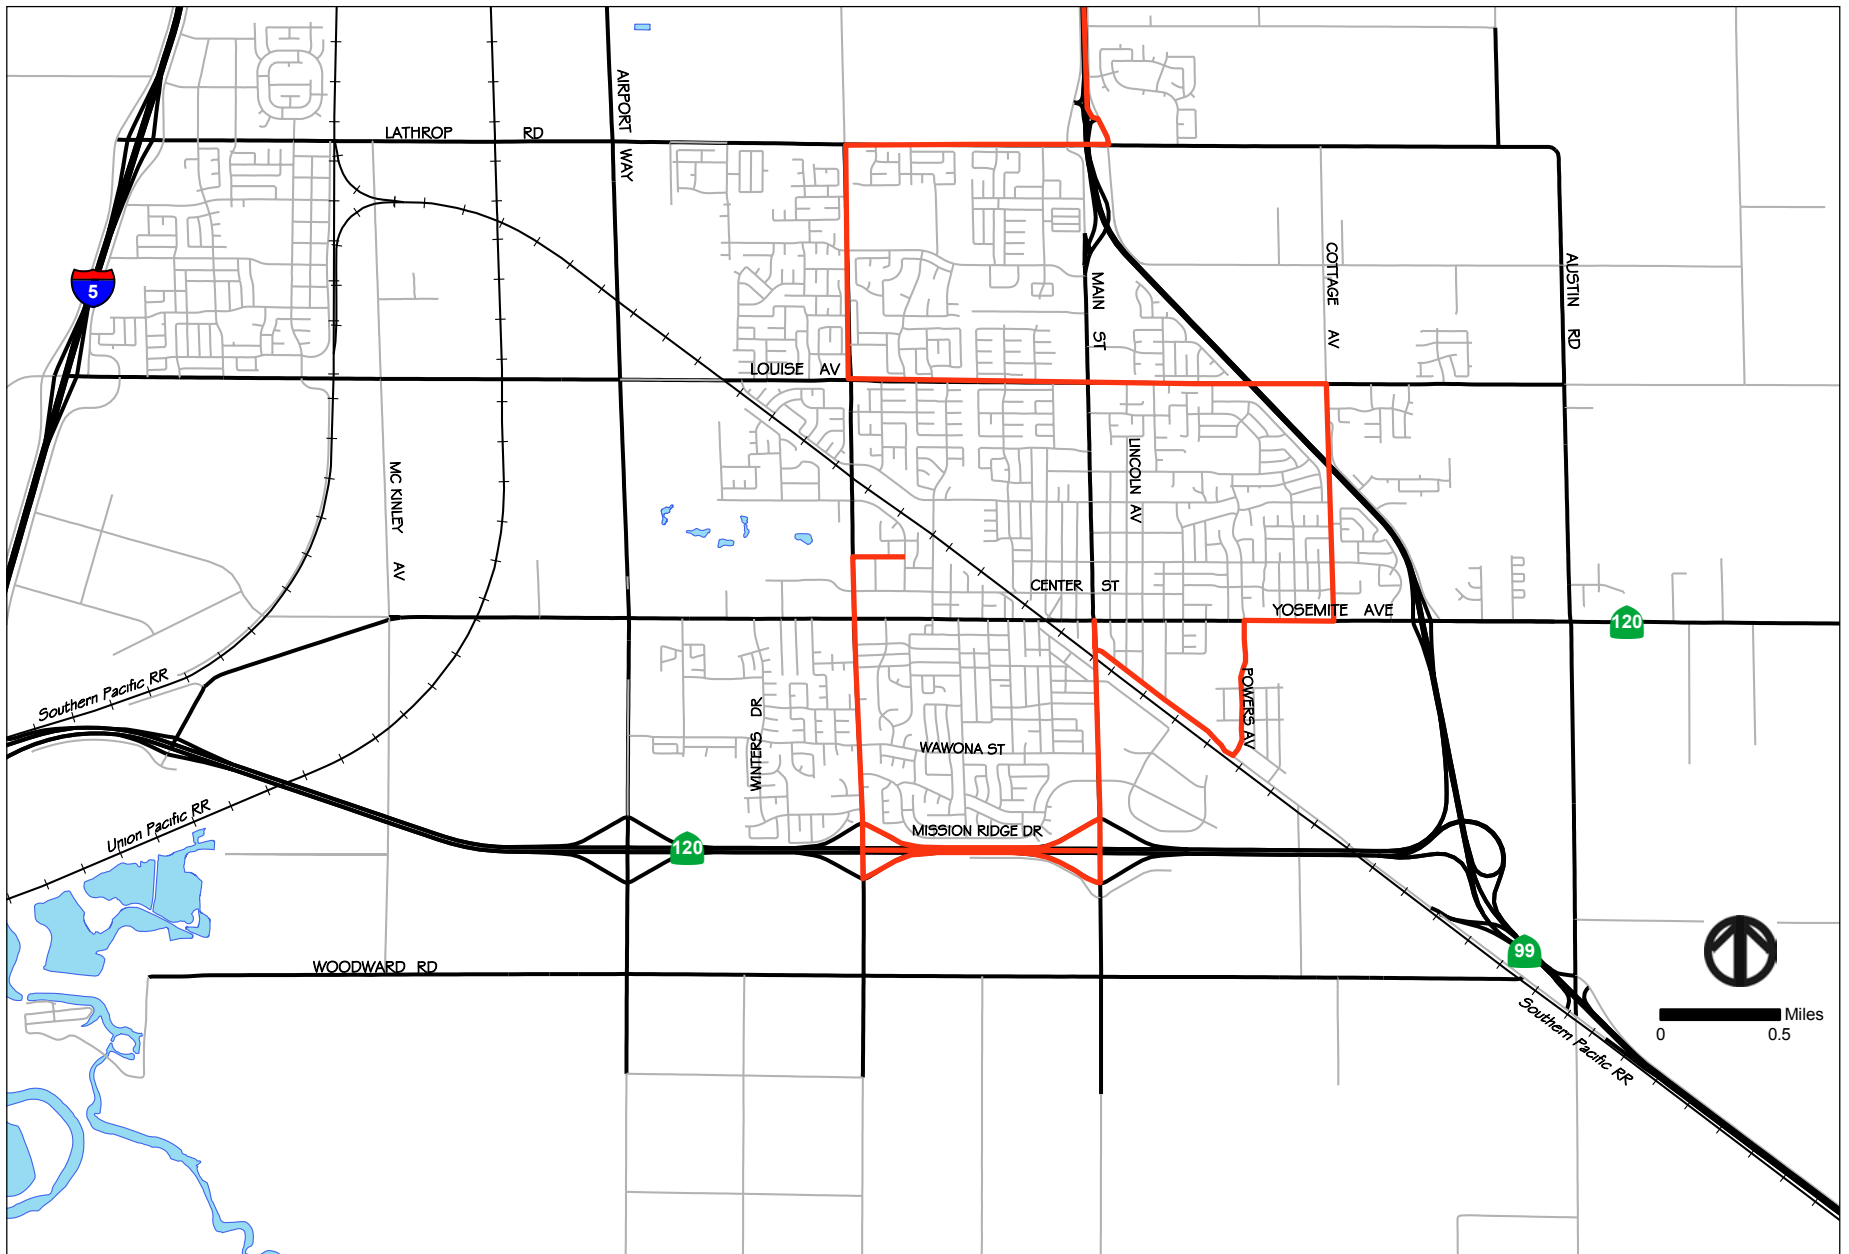 LATHROP RD
AIRPORT WAY
5
MAIN ST
COTTAGE AV
AUSTIN RD
LOUISE AV
MC KINLEY AV
LINCOLN AV
CENTER ST
YOSEMITE AVE
120
Southern Pacific RR
POWERS AV
WINTERS DR
WAWONA ST
Union Pacific RR
MISSION RIDGE DR
120
99
WOODWARD RD
Southern Pacific RR
Miles
0 0.5